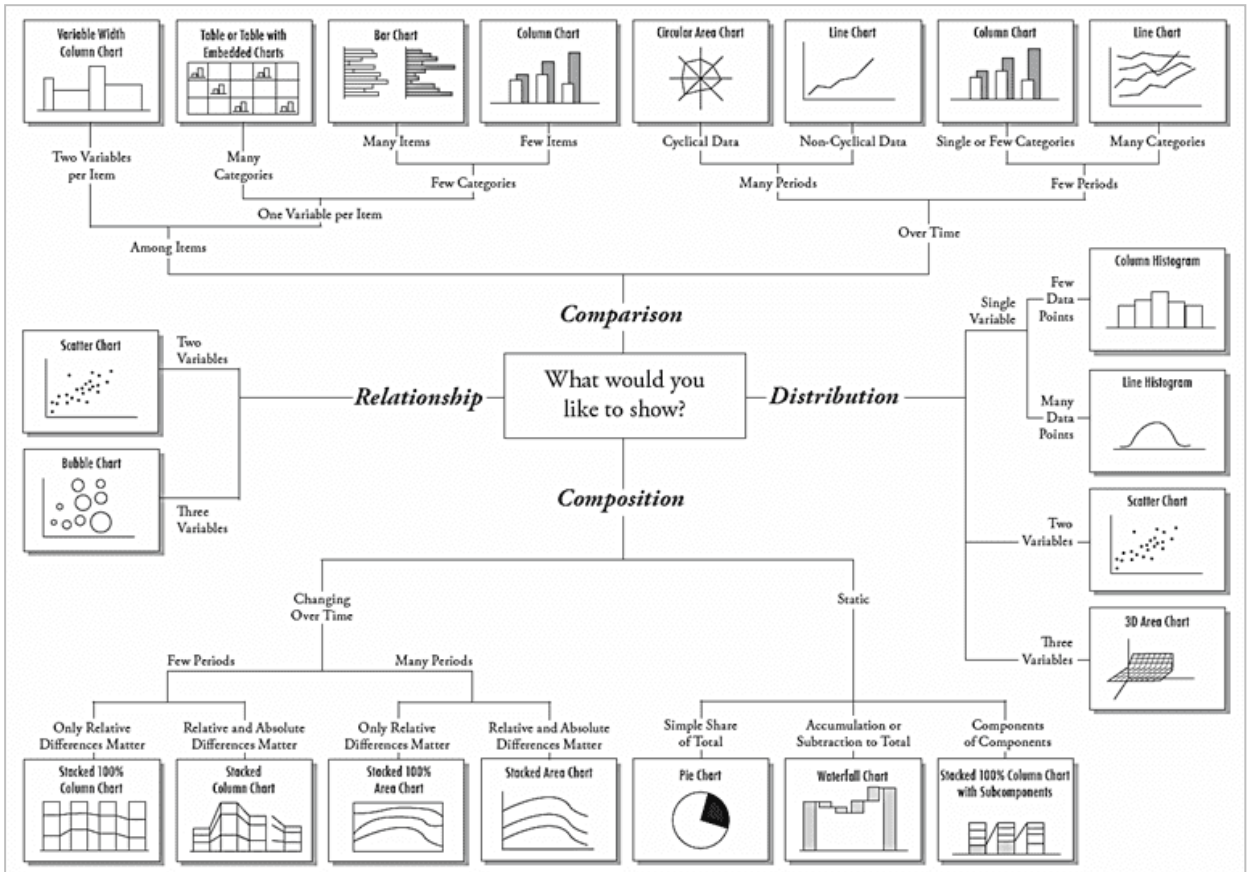 Variable Width
Column Chart
Table or Table with
Embedded Charts
Bar Chart
Column Chart
Circular Area Chart
Line Chart
Column Chart
Line Chart
Two Variables
per Item
Many
Categories
Many Items
Few Items
Cyclical Data
Non-Cyclical Data
Single or Few Categories
Many Categories
Few Categories
Many Periods
Few Periods
One Variable per Item
Among Items
Over Time
Comparison
What would you
like to show?
Relationship
Two
Variables
Scatter Chart
Three
Variables
Bubble Chart
Distribution
Single
Variable
Few
Data
Points
Column Histogram
Many
Data
Points
Line Histogram
Two
Variables
Scatter Chart
Three
Variables
3D Area Chart
Composition
Changing
Over Time
Static
Few Periods
Many Periods
Only Relative
Differences Matter
Relative and Absolute
Differences Matter
Only Relative
Differences Matter
Relative and Absolute
Differences Matter
Simple Share
of Total
Accumulation or
Subtraction to Total
Components
of Components
Stacked 100%
Column Chart
Stacked
Column Chart
Stacked 100%
Area Chart
Stacked Area Chart
Pie Chart
Waterfall Chart
Stacked 100% Column Chart
with Subcomponents